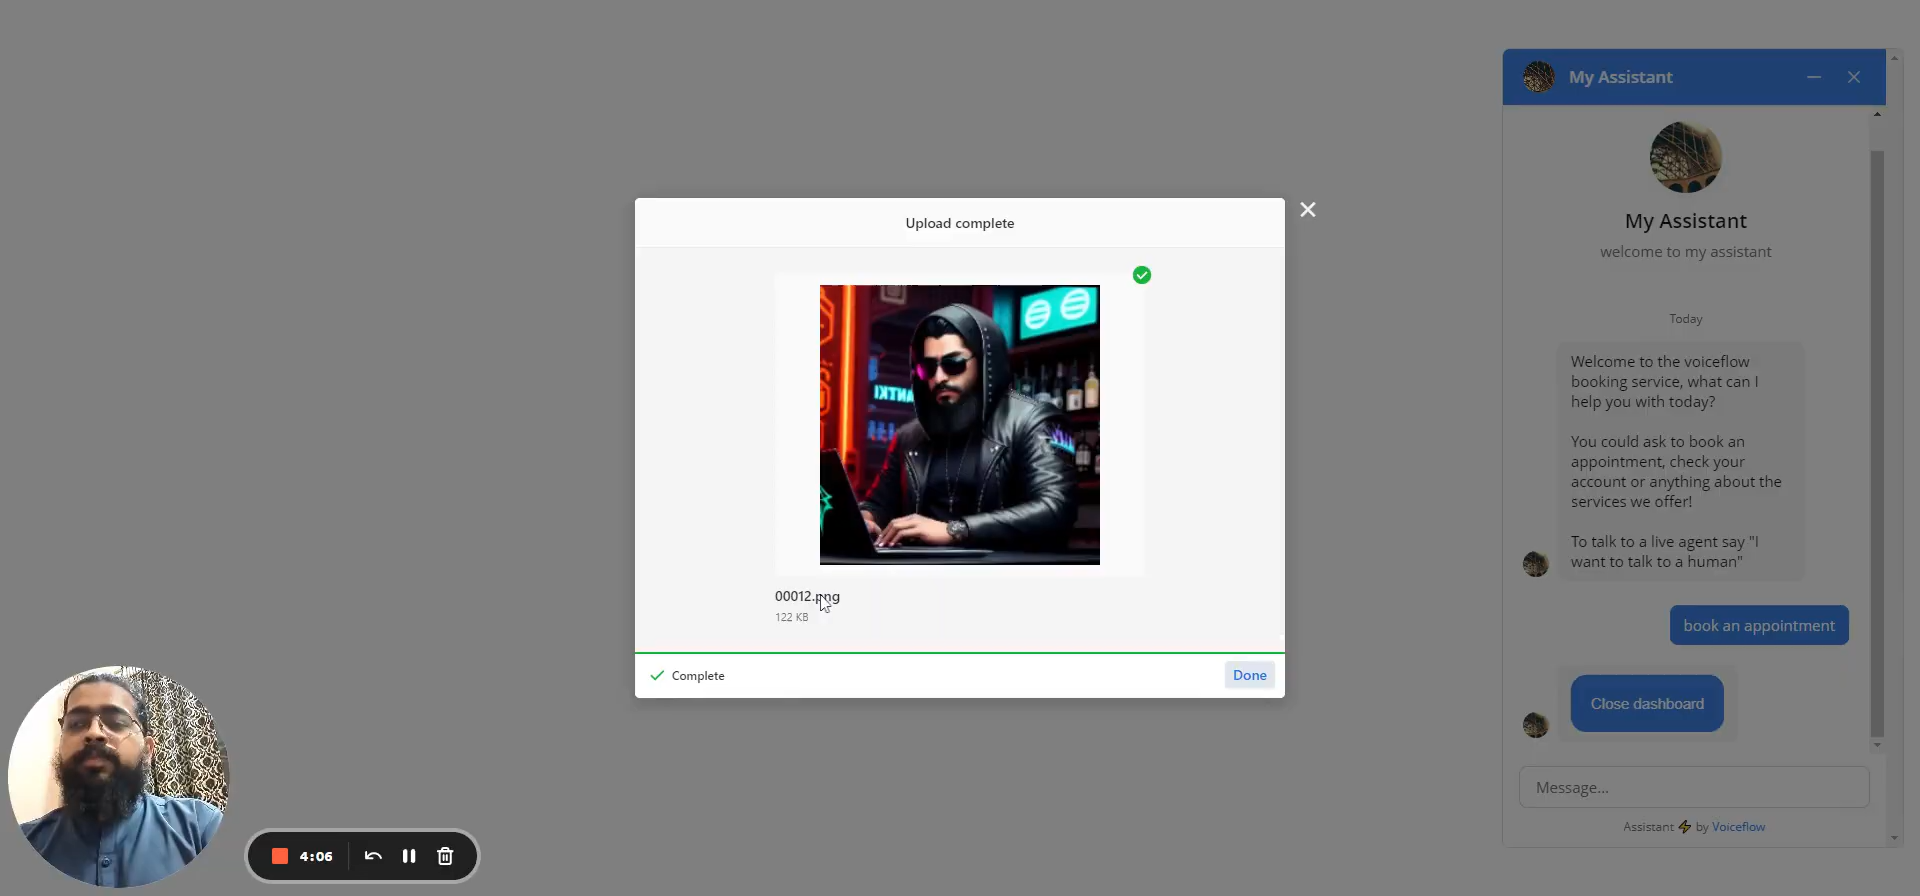 Upload complete
ANTKI
00012.png
122 KB
Complete
Done
4:06
My Assistant
My Assistant
welcome to my assistant
Today
Welcome to the voiceflow
booking service, what can I
help you with today?
You could ask to book an
appointment, check your
account or anything about the
services we offer!
To talk to a live agent say "I
want to talk to a human"
book an appointment
Close dashboard
Message...
Assistant ⚡ by Voiceflow